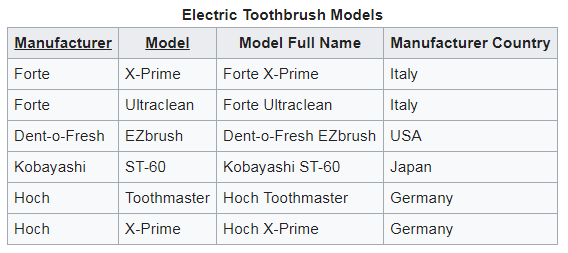 Electric Toothbrush Models
Manufacturer Model Model Full Name Manufacturer Country
Forte X-Prime Forte X-Prime Italy
Forte Ultraclean Forte Ultraclean Italy
Dent-o-Fresh EZbrush Dent-o-Fresh EZbrush USA
Kobayashi ST-60 Kobayashi ST-60 Japan
Hoch Toothmaster Hoch Toothmaster Germany
Hoch X-Prime Hoch X-Prime Germany